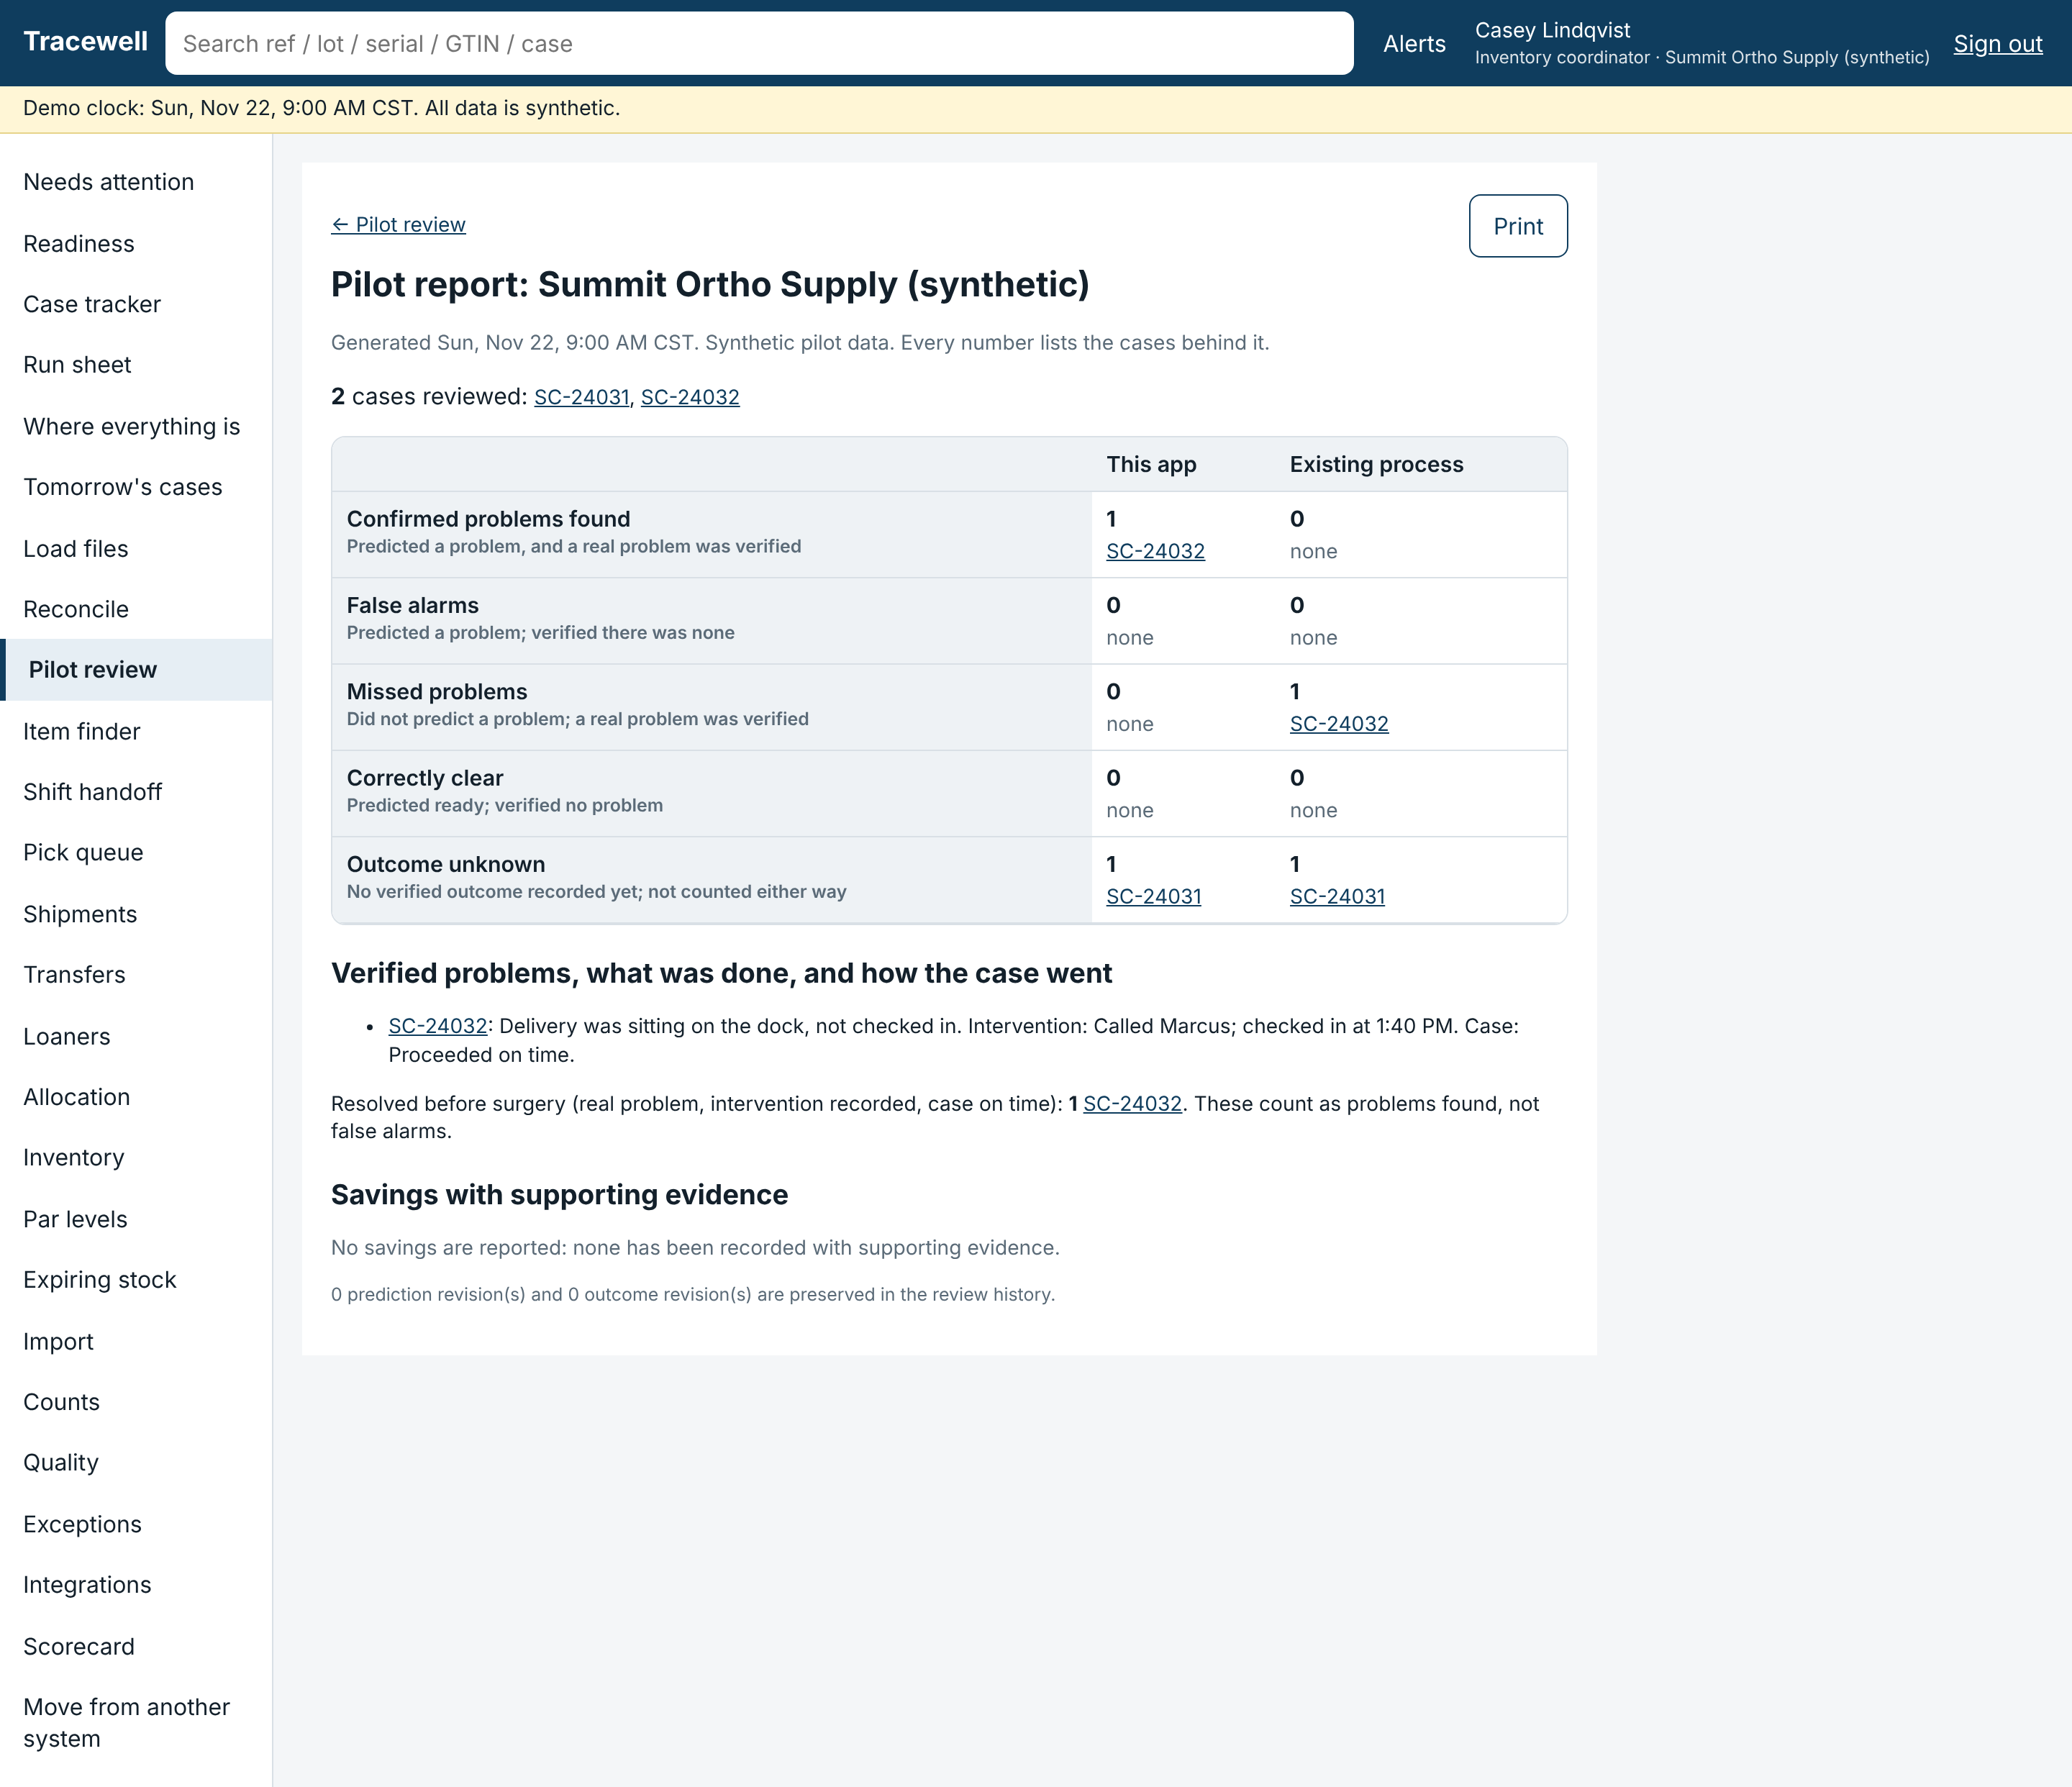 Tracewell
Search ref / lot / serial / GTIN / case
Alerts
Casey Lindqvist
Inventory coordinator · Summit Ortho Supply (synthetic)
Sign out
Demo clock: Sun, Nov 22, 9:00 AM CST. All data is synthetic.
Needs attention
Readiness
Case tracker
Run sheet
Where everything is
Tomorrow's cases
Load files
Reconcile
Pilot review
Item finder
Shift handoff
Pick queue
Shipments
Transfers
Loaners
Allocation
Inventory
Par levels
Expiring stock
Import
Counts
Quality
Exceptions
Integrations
Scorecard
Move from another
system
← Pilot review
Print
Pilot report: Summit Ortho Supply (synthetic)
Generated Sun, Nov 22, 9:00 AM CST. Synthetic pilot data. Every number lists the cases behind it.
2 cases reviewed: SC-24031, SC-24032
This app Existing process
Confirmed problems found 1 0
Predicted a problem, and a real problem was verified SC-24032 none
False alarms 0 0
Predicted a problem; verified there was none none none
Missed problems 0 1
Did not predict a problem; a real problem was verified none SC-24032
Correctly clear 0 0
Predicted ready; verified no problem none none
Outcome unknown 1 1
No verified outcome recorded yet; not counted either way SC-24031 SC-24031
Verified problems, what was done, and how the case went
• SC-24032: Delivery was sitting on the dock, not checked in. Intervention: Called Marcus; checked in at 1:40 PM. Case:
Proceeded on time.
Resolved before surgery (real problem, intervention recorded, case on time): 1 SC-24032. These count as problems found, not
false alarms.
Savings with supporting evidence
No savings are reported: none has been recorded with supporting evidence.
0 prediction revision(s) and 0 outcome revision(s) are preserved in the review history.